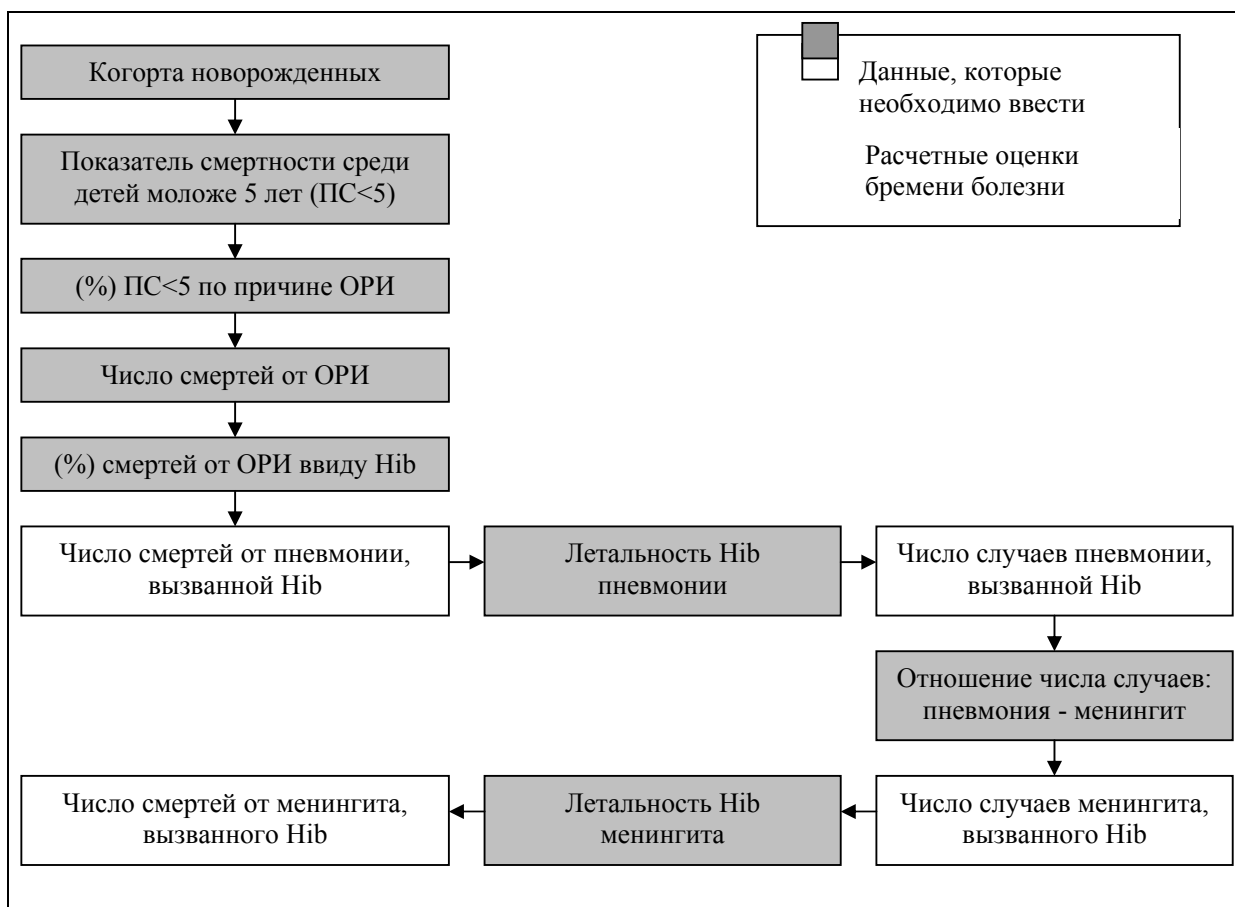 Когорта новорожденных
Данные, которые
необходимо ввести
Расчетные оценки
бремени болезни
Показатель смертности среди
детей моложе 5 лет (ПС<5)
(%) ПС<5 по причине ОРИ
Число смертей от ОРИ
(%) смертей от ОРИ ввиду Hib
Число смертей от пневмонии,
вызванной Hib
Летальность Hib
пневмонии
Число случаев пневмонии,
вызванной Hib
Отношение числа случаев:
пневмония - менингит
Число смертей от менингита,
вызванного Hib
Летальность Hib
менингита
Число случаев менингита,
вызванного Hib